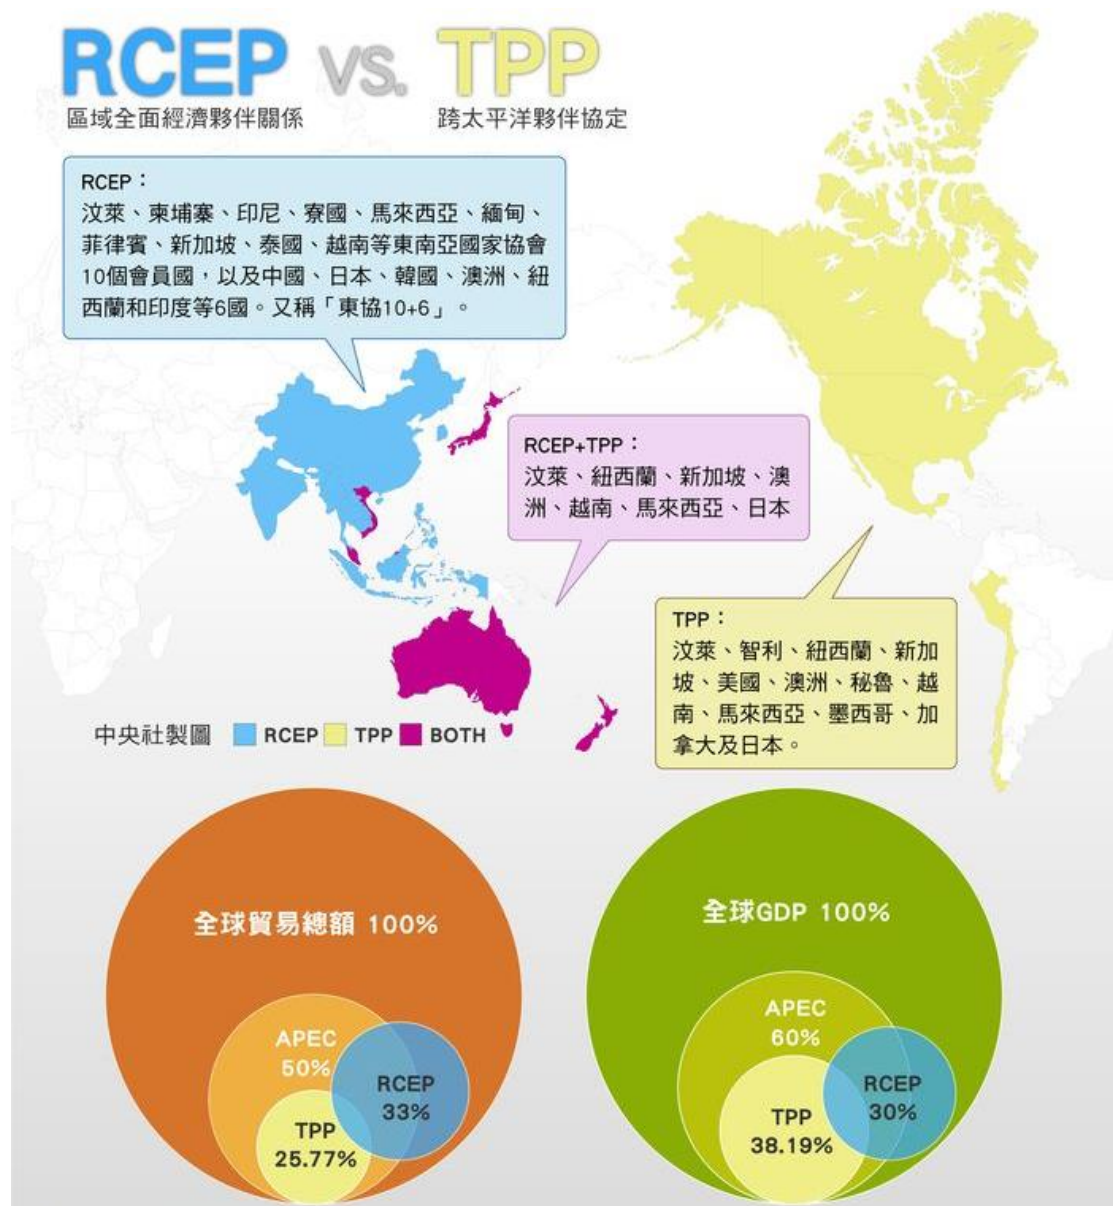 RCEP VS. TPP
區域全面經濟夥伴關係
跨太平洋夥伴協定
RCEP：
汶萊、柬埔寨、印尼、寮國、馬來西亞、緬甸、
菲律賓、新加坡、泰國、越南等東南亞國家協會
10個會員國，以及中國、日本、韓國、澳洲、紐
西蘭和印度等6國。又稱「東協10+6」。
RCEP+TPP：
汶萊、紐西蘭、新加坡、澳
洲、越南、馬來西亞、日本
TPP：
汶萊、智利、紐西蘭、新加
坡、美國、澳洲、秘魯、越
南、馬來西亞、墨西哥、加
拿大及日本。
中央社製圖 RCEP TPP BOTH
全球貿易總額 100%
APEC
50%
RCEP
33%
TPP
25.77%
全球GDP 100%
APEC
60%
RCEP
30%
TPP
38.19%